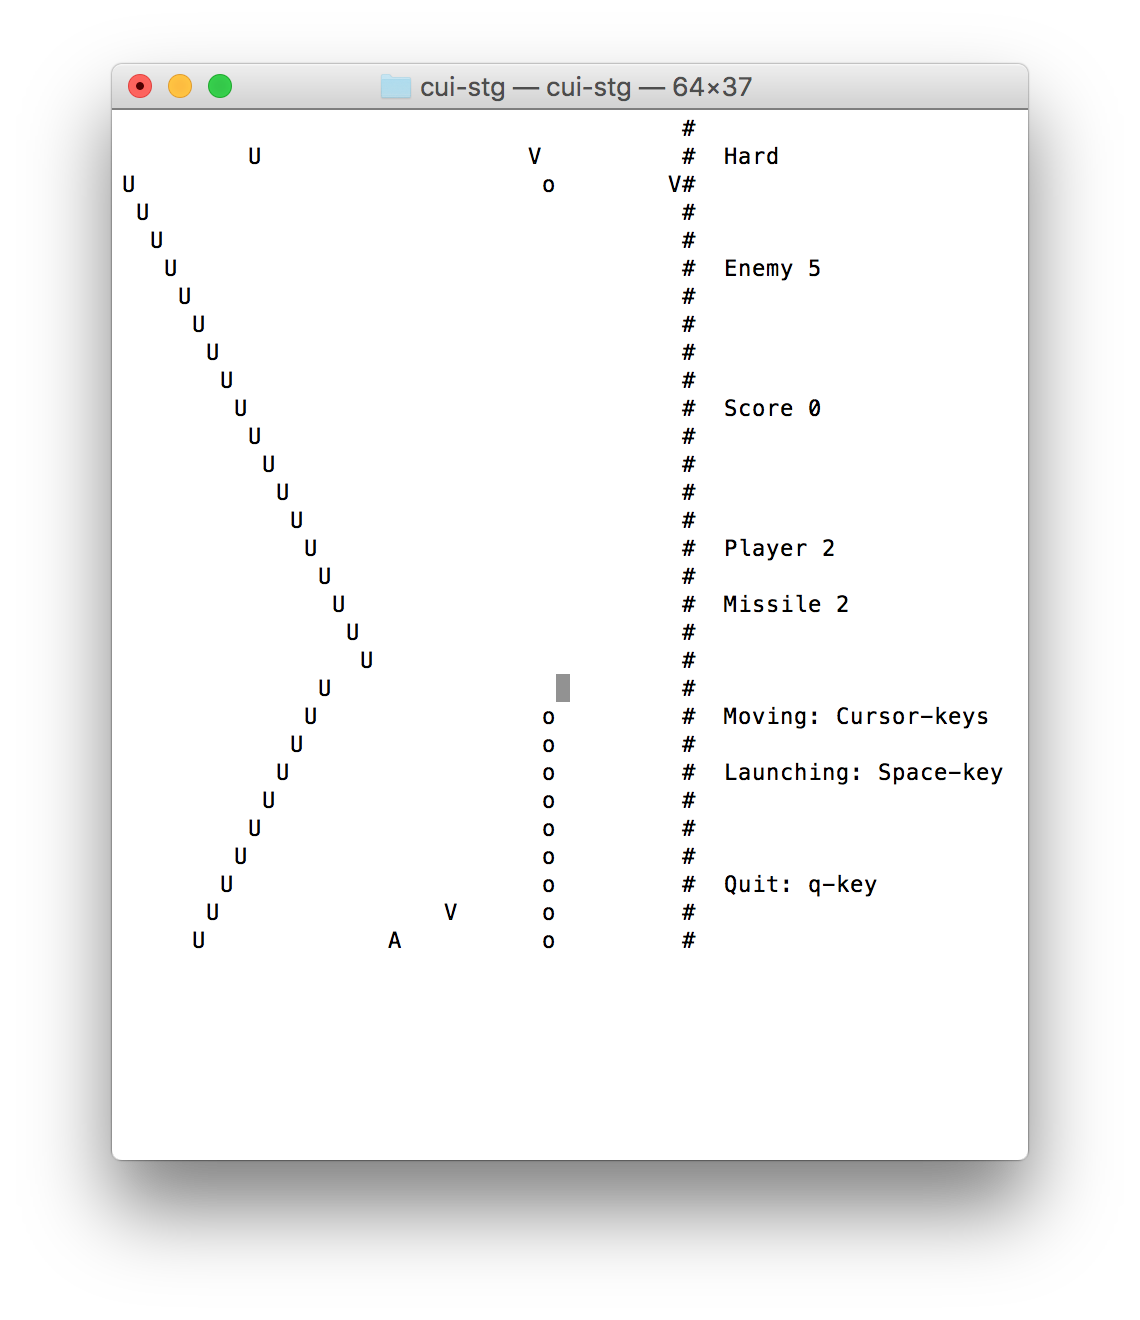 cui-stg — cui-stg — 64×37
                                        #
         U                   V          #  Hard
U                             o        V#
 U                                      #
  U                                     #
   U                                    #  Enemy 5
    U                                   #
     U                                  #
      U                                 #
       U                                #
        U                               #  Score 0
         U                              #
          U                             #
           U                            #
            U                           #
             U                          #  Player 2
              U                         #
               U                        #  Missile 2
                U                       #
                 U                      #
              U                         #
             U                o         #  Moving: Cursor-keys
            U                 o         #
           U                  o         #  Launching: Space-key
          U                   o         #
         U                    o         #
        U                     o         #
       U                      o         #  Quit: q-key
      U                V      o         #
     U             A          o         #